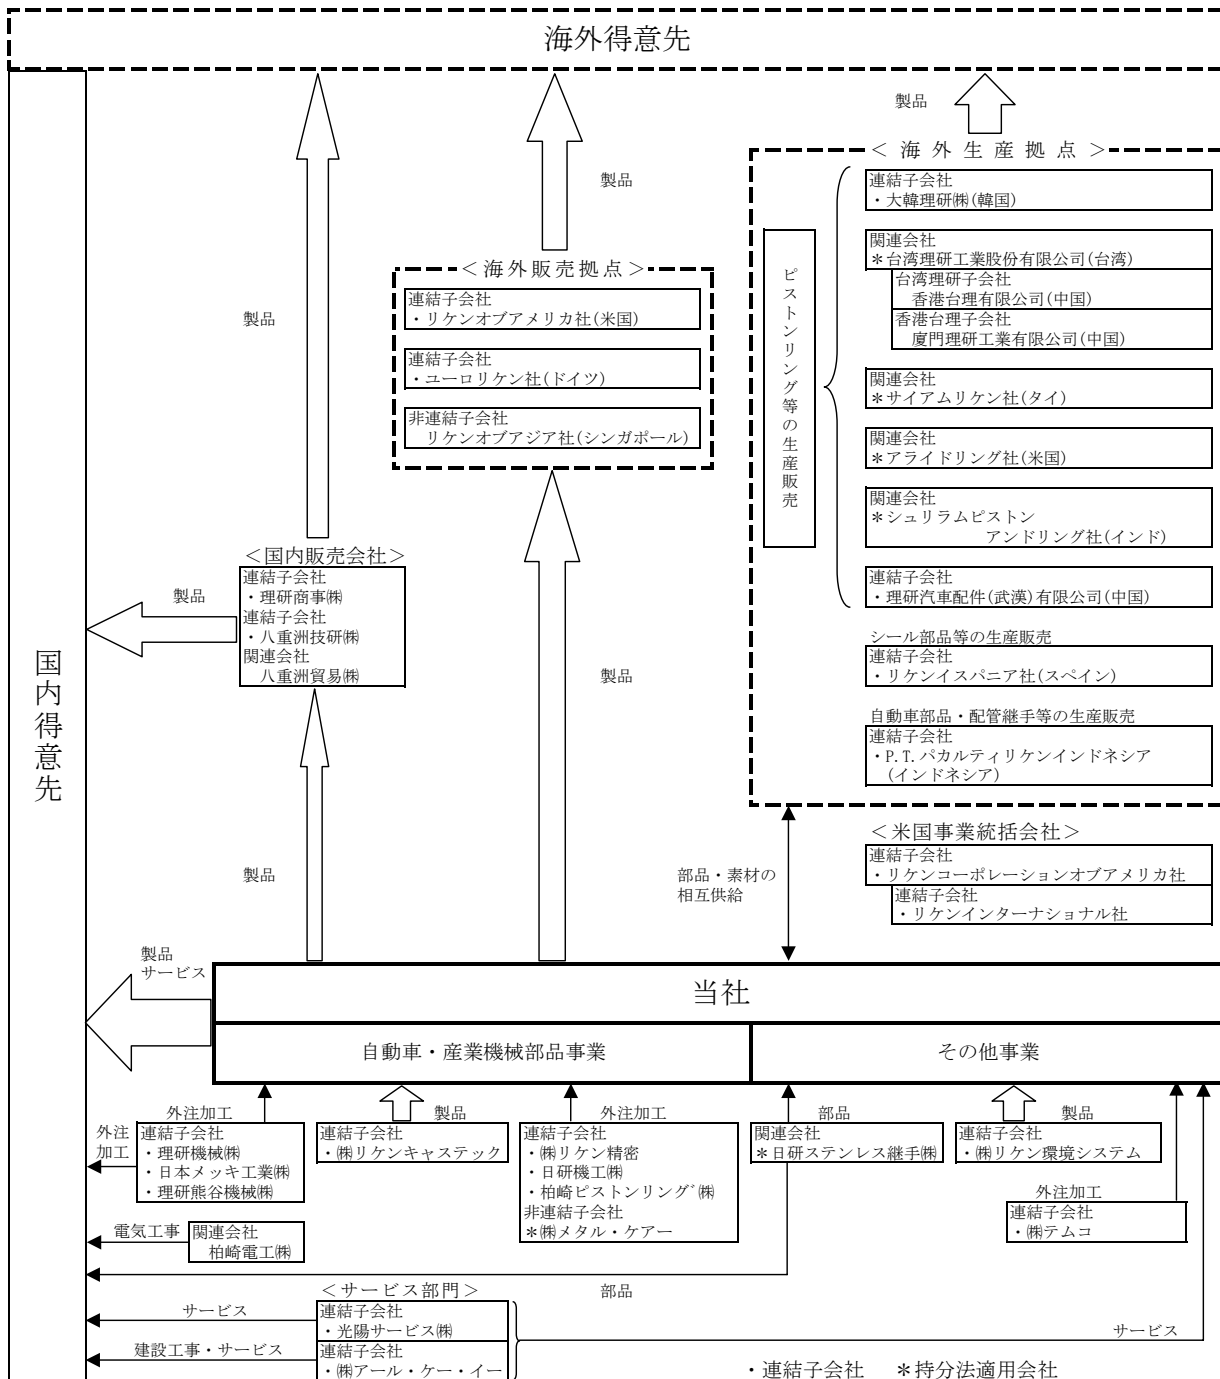 海外得意先
製品
＜ 海 外 生 産 拠 点 ＞
連結子会社
・大韓理研㈱(韓国)
関連会社
＊台湾理研工業股份有限公司(台湾)
台湾理研子会社
香港台理有限公司(中国)
香港台理子会社
廈門理研工業有限公司(中国)
関連会社
＊サイアムリケン社(タイ)
関連会社
＊アライドリング社(米国)
関連会社
＊シュリラムピストン
アンドリング社(インド)
連結子会社
・理研汽車配件(武漢)有限公司(中国)
ピストンリング等の生産販売
シール部品等の生産販売
連結子会社
・リケンイスパニア社(スペイン)
自動車部品・配管継手等の生産販売
連結子会社
・P.T.パカルティリケンインドネシア
(インドネシア)
製品
＜海外販売拠点＞
連結子会社
・リケンオブアメリカ社(米国)
連結子会社
・ユーロリケン社(ドイツ)
非連結子会社
リケンオブアジア社(シンガポール)
製品
＜国内販売会社＞
連結子会社
・理研商事㈱
連結子会社
・八重洲技研㈱
関連会社
八重洲貿易㈱
製品
製品
国内得意先
＜米国事業統括会社＞
連結子会社
・リケンコーポレーションオブアメリカ社
連結子会社
・リケンインターナショナル社
製品
部品・素材の
相互供給
製品
サービス
当社
自動車・産業機械部品事業
その他事業
外注加工
製品
外注加工
部品
製品
外注
加工
連結子会社
・理研機械㈱
・日本メッキ工業㈱
・理研熊谷機械㈱
連結子会社
・㈱リケンキャステック
連結子会社
・㈱リケン精密
・日研機工㈱
・柏崎ピストンリング㈱
非連結子会社
＊㈱メタル・ケアー
関連会社
＊日研ステンレス継手㈱
連結子会社
・㈱リケン環境システム
外注加工
連結子会社
・㈱テムコ
電気工事
関連会社
柏崎電工㈱
部品
＜サービス部門＞
サービス
連結子会社
・光陽サービス㈱
建設工事・サービス
連結子会社
・㈱アール・ケー・イー
サービス
・連結子会社　＊持分法適用会社